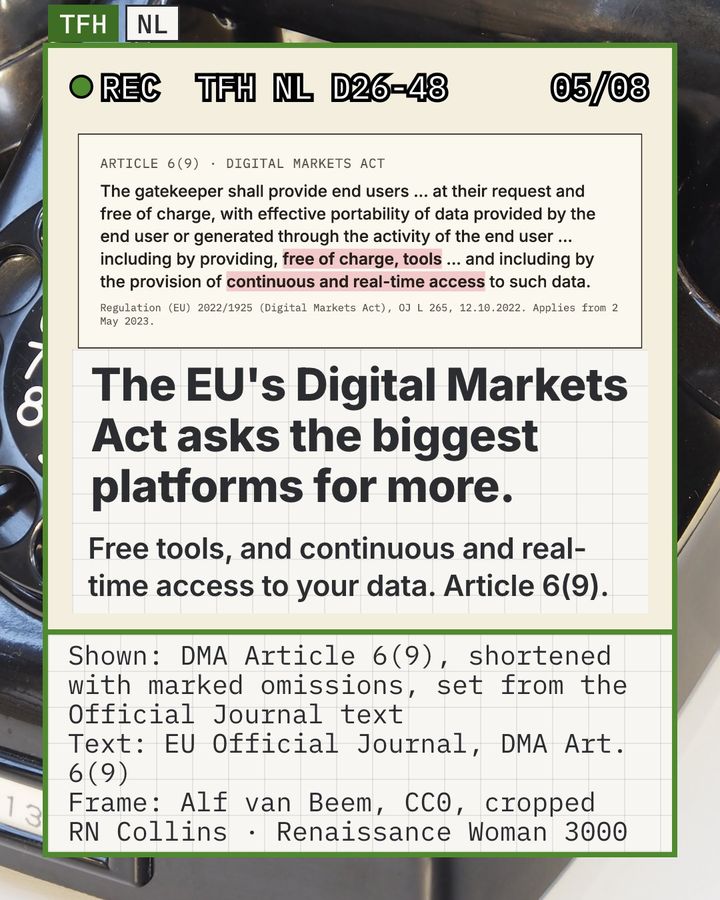 TFH NL
REC TFH NL D26-48 05/08
ARTICLE 6(9) · DIGITAL MARKETS ACT
The gatekeeper shall provide end users ... at their request and
free of charge, with effective portability of data provided by the
end user or generated through the activity of the end user ...
including by providing, free of charge, tools ... and including by
the provision of continuous and real-time access to such data.
Regulation (EU) 2022/1925 (Digital Markets Act), OJ L 265, 12.10.2022. Applies from 2
May 2023.
The EU's Digital Markets
Act asks the biggest
platforms for more.
Free tools, and continuous and real-
time access to your data. Article 6(9).
Shown: DMA Article 6(9), shortened
with marked omissions, set from the
Official Journal text
Text: EU Official Journal, DMA Art.
6(9)
Frame: Alf van Beem, CC0, cropped
RN Collins · Renaissance Woman 3000
7
8
13